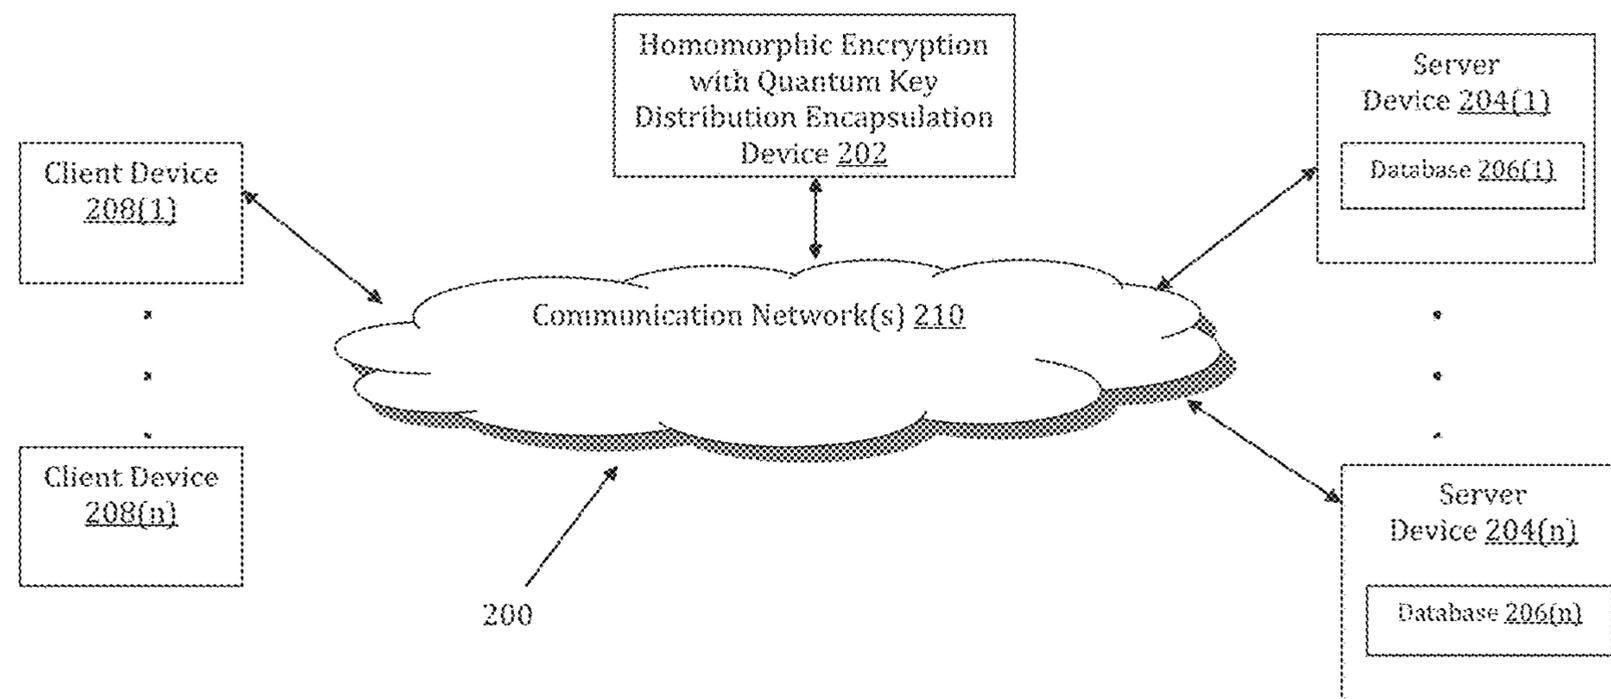 Homomorphic Encryption
with Quantum Key
Distribution Encapsulation
Device 202
Server
Device 204(1)
Database 206(1)
Client Device
208(1)
Communication Network(s) 210
Client Device
208(n)
Server
Device 204(n)
Database 206(n)
200